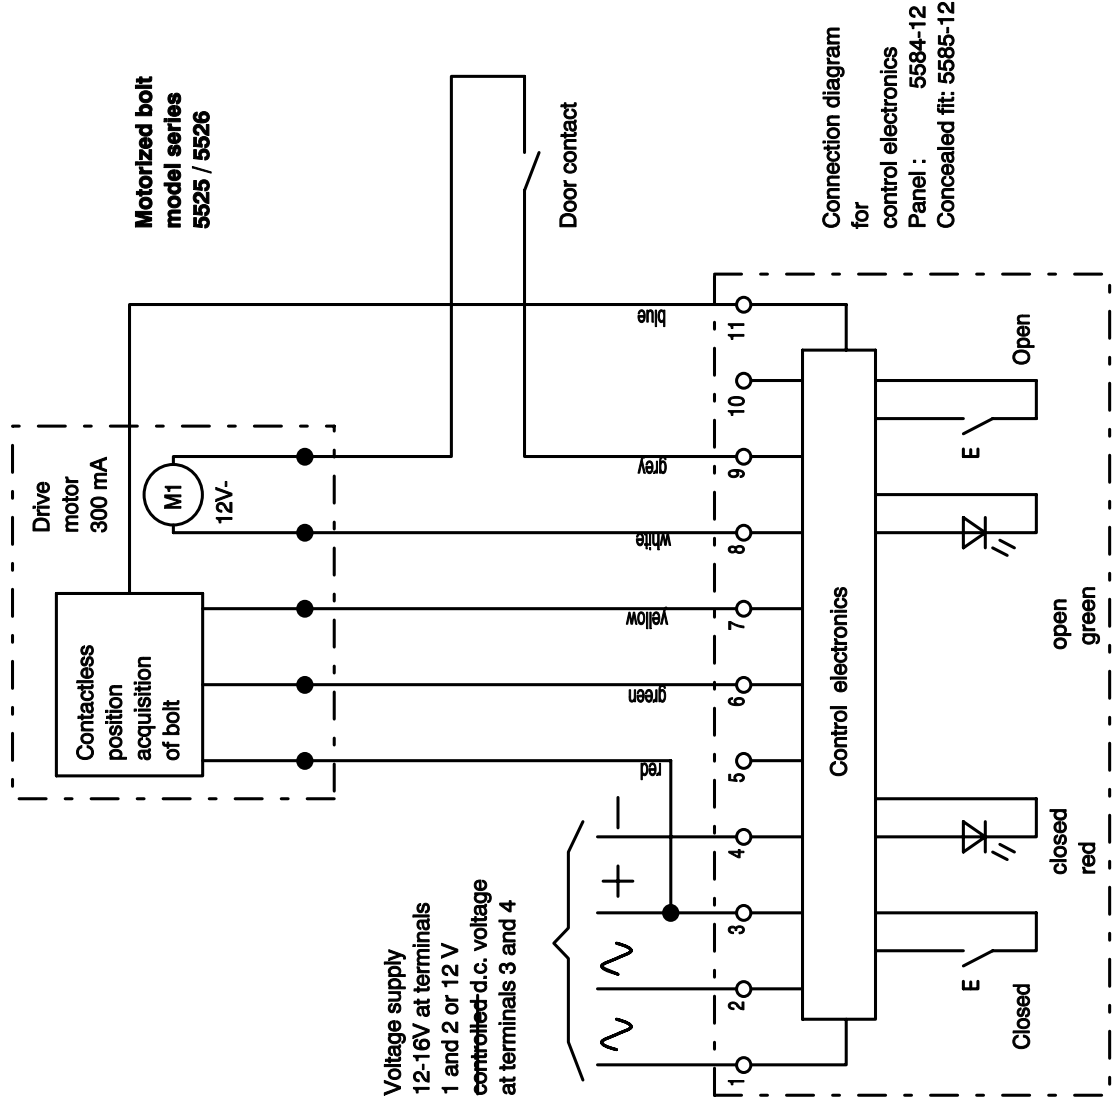 Motorized bolt
model series
5525 / 5526
Drive
motor
300 mA
M1
12V-
Contactless
position
acquisition
of bolt
Door contact
Voltage supply
12-16V at terminals
1 and 2 or 12 V
controlled d.c. voltage
at terminals 3 and 4
+
−
∿
∿
red
green
yellow
white
grey
blue
1
2
3
4
5
6
7
8
9
10
11
Control electronics
E
Closed
closed
red
open
green
E
Open
Connection diagram
for
control electronics
Panel : 5584-12
Concealed fit: 5585-12